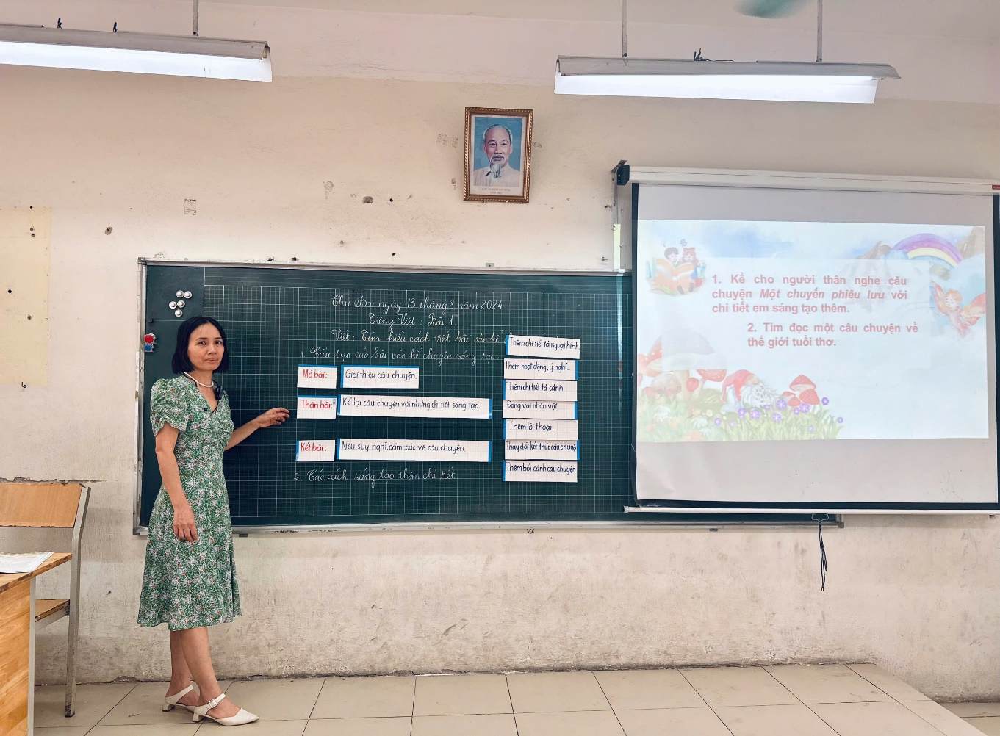 Thứ Ba ngày 13 tháng 8 năm 2024
Tiếng Việt: Bài 1.
Viết: Tìm hiểu cách viết bài văn kể
1. Cấu tạo của bài văn kể chuyện sáng tạo.
Mở bài:
Giới thiệu câu chuyện.
Thân bài:
Kể lại câu chuyện với những chi tiết sáng tạo.
Kết bài:
Nêu suy nghĩ, cảm xúc về câu chuyện.
2. Các cách sáng tạo thêm chi tiết.
Thêm chi tiết tả ngoại hình
Thêm hoạt động, ý nghĩ...
Thêm chi tiết tả cảnh
Đóng vai nhân vật
Thêm lời thoại...
Thay đổi kết thúc câu chuyện
Thêm bối cảnh câu chuyện
1. Kể cho người thân nghe câu
chuyện Một chuyến phiêu lưu với
chi tiết em sáng tạo thêm.
2. Tìm đọc một câu chuyện về
thế giới tuổi thơ.